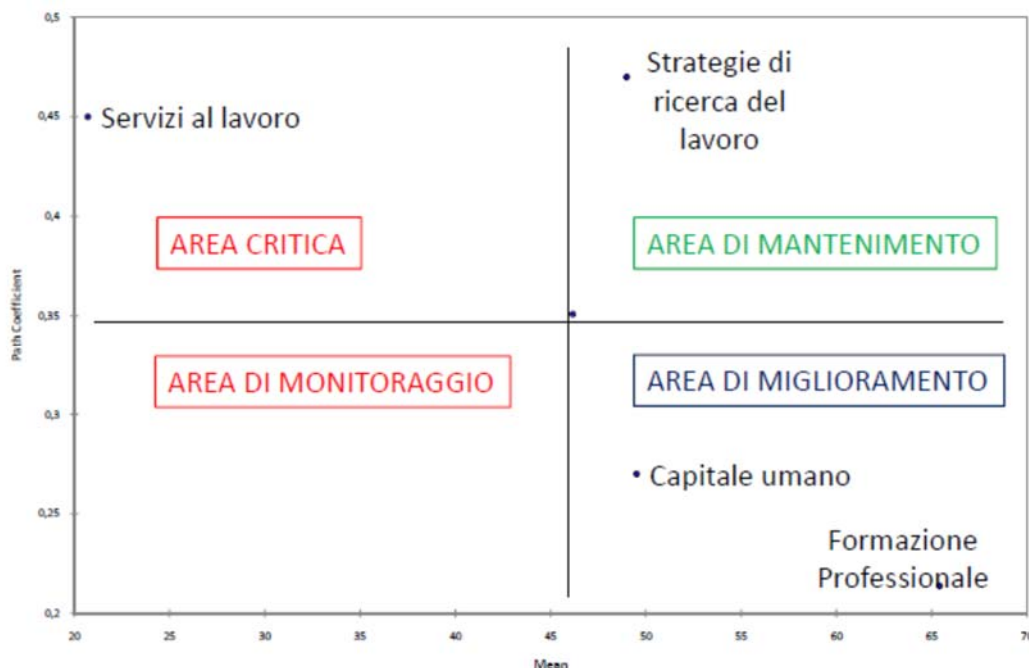 0,5
Strategie di
ricerca del
lavoro
0,45
Servizi al lavoro
0,4
AREA CRITICA
AREA DI MANTENIMENTO
Path Coefficient
0,35
AREA DI MONITORAGGIO
AREA DI MIGLIORAMENTO
0,3
Capitale umano
0,25
Formazione
Professionale
0,2
20 25 30 35 40 45 50 55 60 65 70
Mean